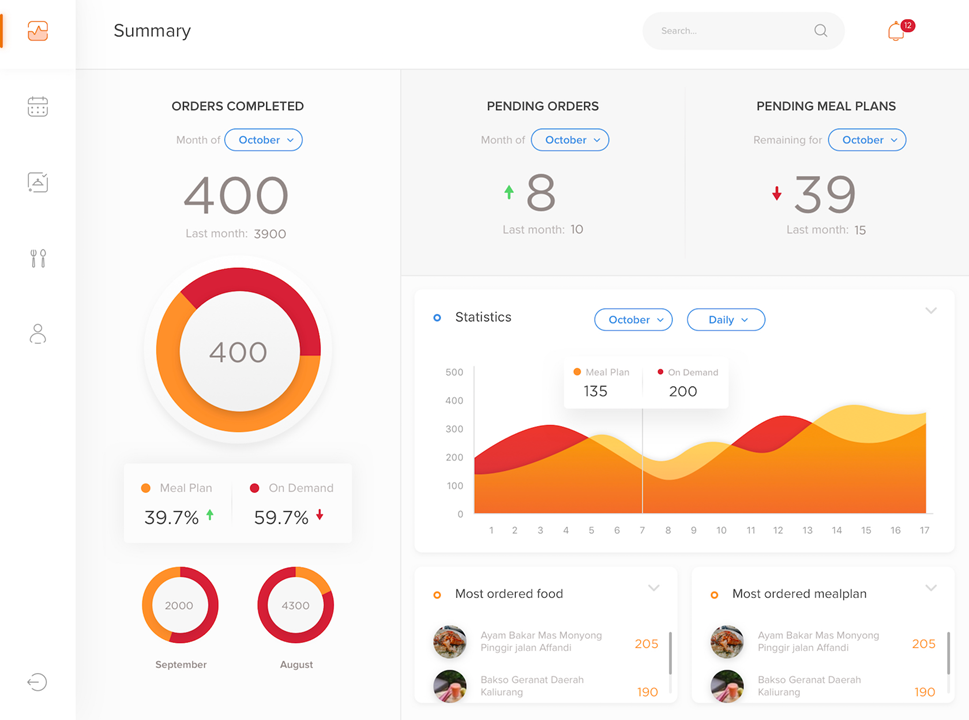 Summary
Search...
12
ORDERS COMPLETED
Month of October
400
Last month: 3900
400
Meal Plan
On Demand
39.7%
59.7%
2000
4300
September
August
PENDING ORDERS
Month of October
8
Last month: 10
PENDING MEAL PLANS
Remaining for October
39
Last month: 15
Statistics
October
Daily
Meal Plan
On Demand
135
200
500
400
300
200
100
0
1 2 3 4 5 6 7 8 9 10 11 12 13 14 15 16 17
Most ordered food
Ayam Bakar Mas Monyong
Pinggir jalan Affandi
205
Bakso Geranat Daerah
Kaliurang
190
Most ordered mealplan
Ayam Bakar Mas Monyong
Pinggir jalan Affandi
205
Bakso Geranat Daerah
Kaliurang
190